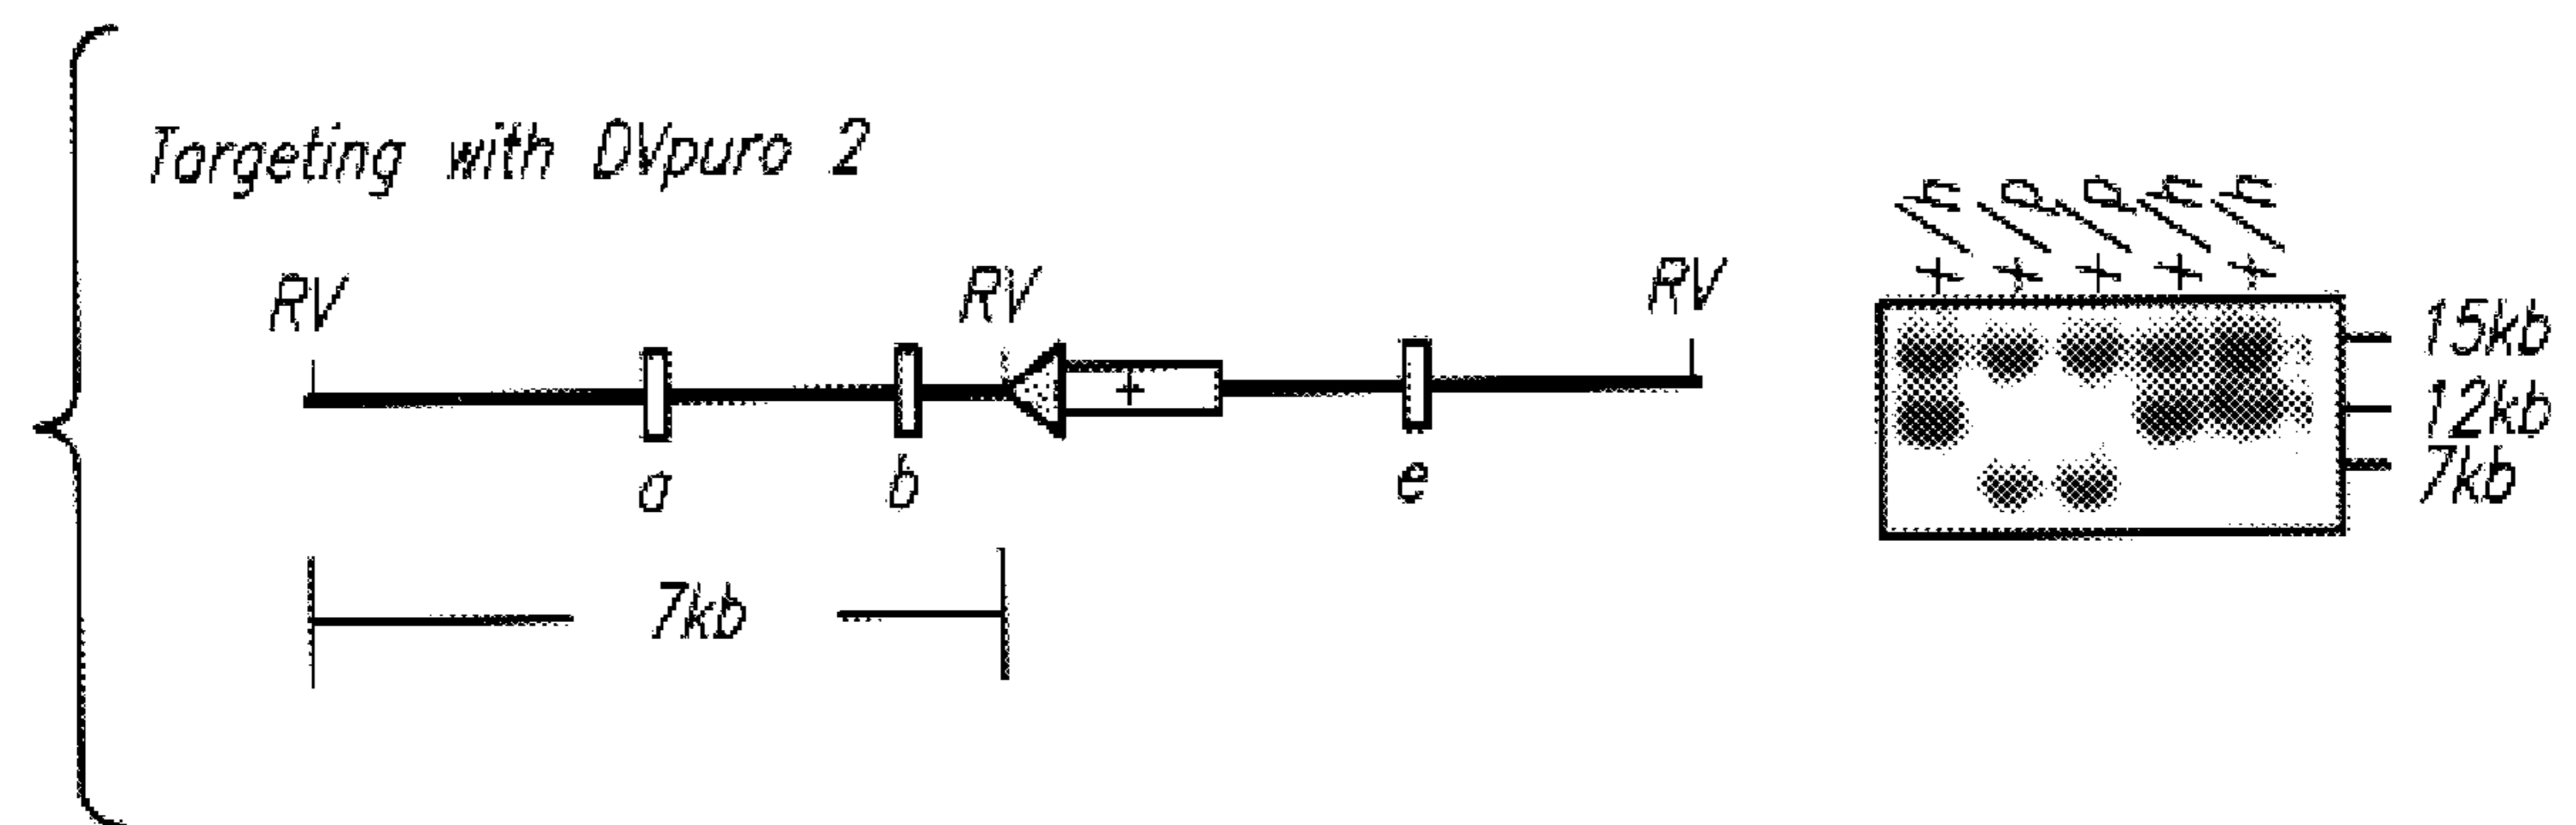 Targeting with DVpuro 2
RV RV RV
+
a b e
7kb
+/h +/p +/p +/h +/h
15kb
12kb
7kb